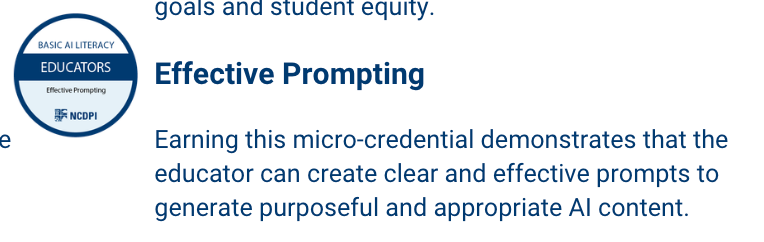 goals and student equity.
BASIC AI LITERACY
EDUCATORS
Effective Prompting
NCDPI
Effective Prompting
e
Earning this micro-credential demonstrates that the
educator can create clear and effective prompts to
generate purposeful and appropriate AI content.